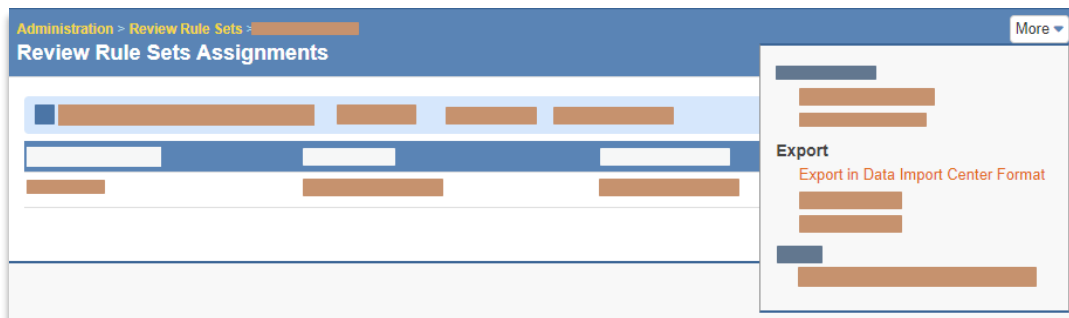 Administration > Review Rule Sets >
More
Review Rule Sets Assignments
Export
Export in Data Import Center Format